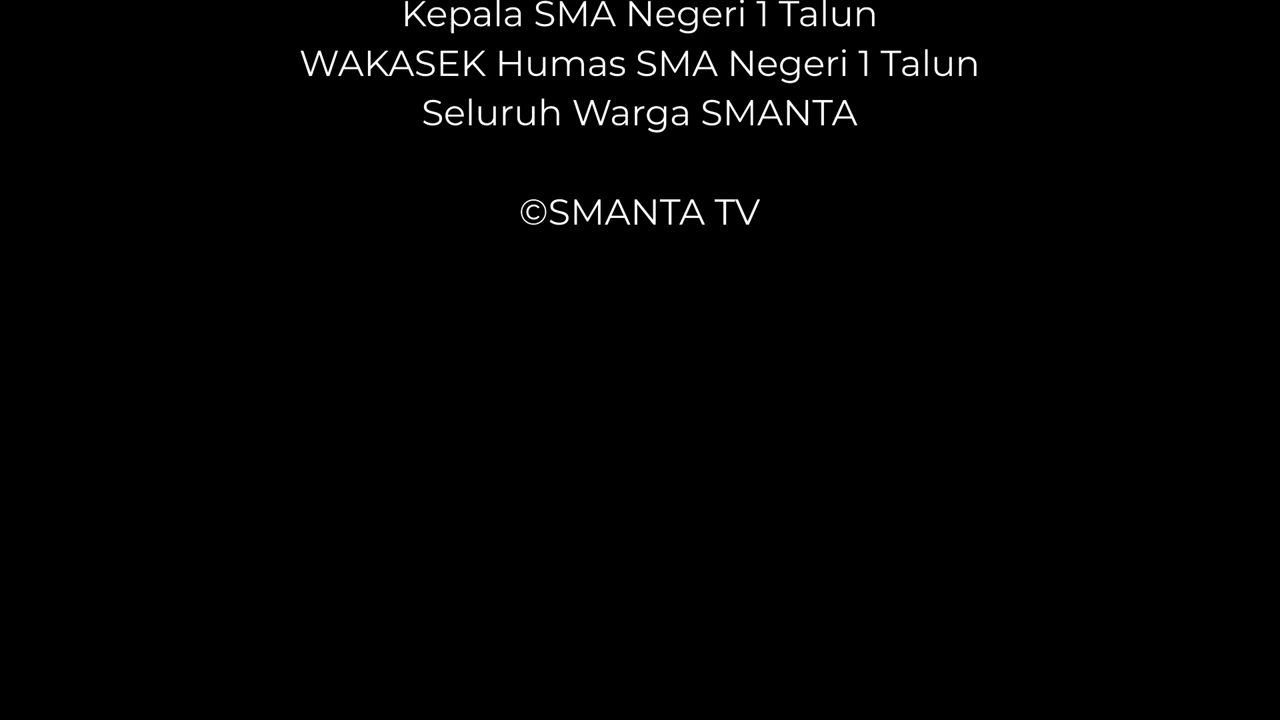 Kepala SMA Negeri 1 Talun
WAKASEK Humas SMA Negeri 1 Talun
Seluruh Warga SMANTA
©SMANTA TV